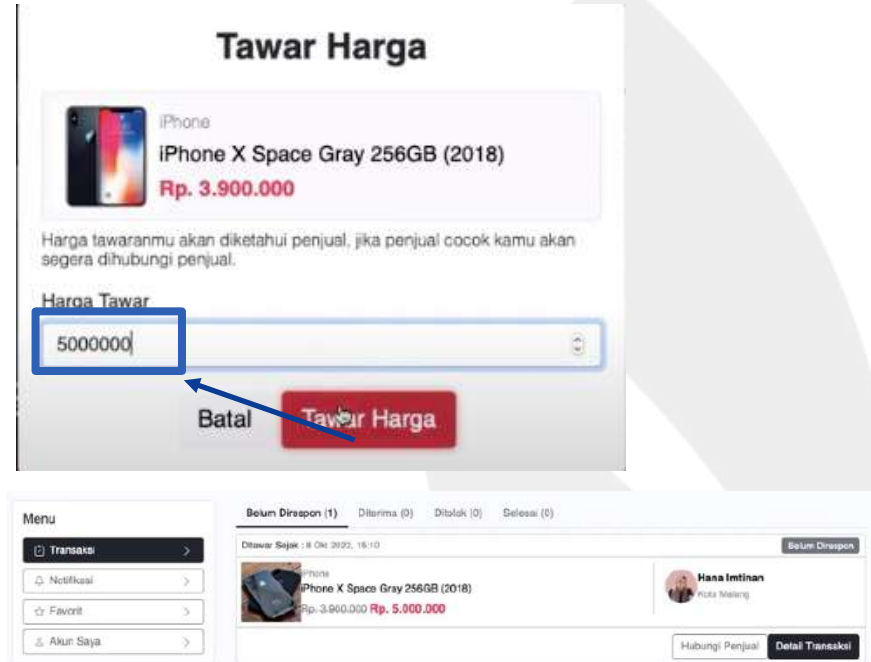 Tawar Harga
iPhone
iPhone X Space Gray 256GB (2018)
Rp. 3.900.000
Harga tawaranmu akan diketahui penjual, jika penjual cocok kamu akan
segera dihubungi penjual.
Harga Tawar
5000000
Batal
Tawar Harga
Menu
Transaksi
Notifikasi
Favorit
Akun Saya
Belum Direspon (1) Diterima (0) Ditolak (0) Selesai (0)
Ditawar Sejak : 8 Okt 2022, 16:10
Belum Direspon
iPhone
iPhone X Space Gray 256GB (2018)
Rp. 3.900.000 Rp. 5.000.000
Hana Imtinan
Kota Malang
Hubungi Penjual
Detail Transaksi